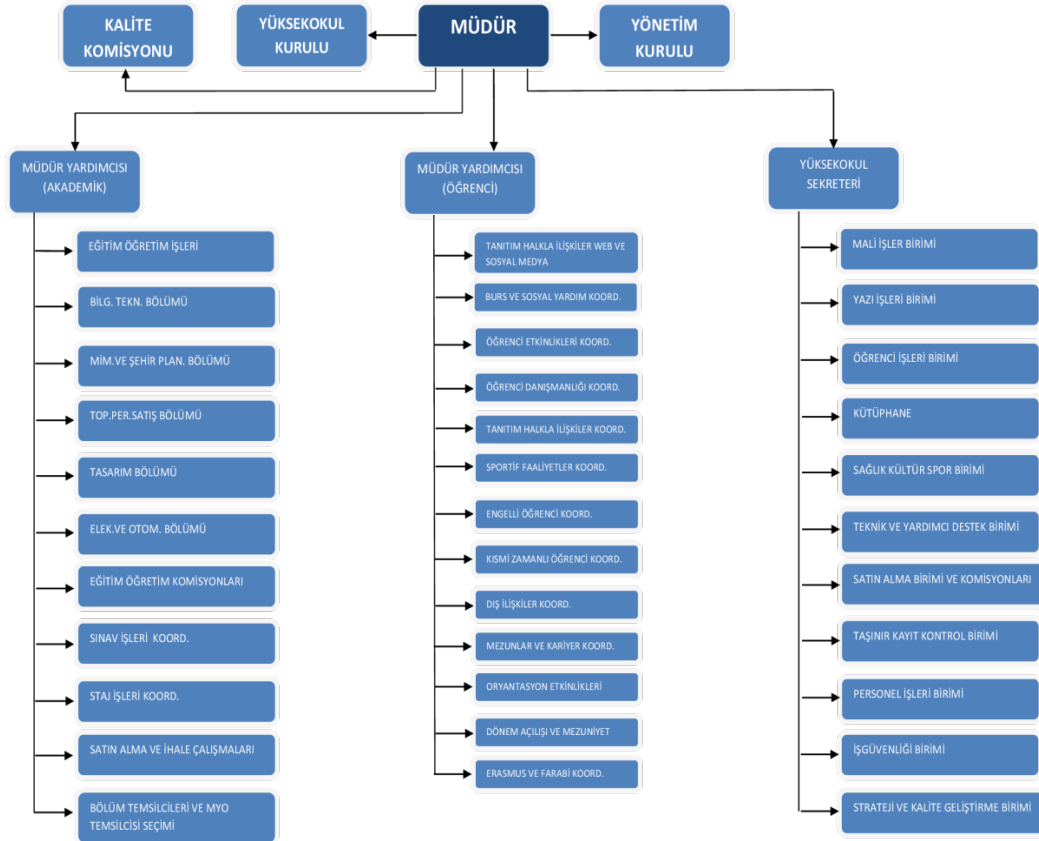 KALİTE
KOMİSYONU
YÜKSEKOKUL
KURULU
MÜDÜR
YÖNETİM
KURULU
MÜDÜR YARDIMCISI
(AKADEMİK)
EĞİTİM ÖĞRETİM İŞLERİ
BİLG. TEKN. BÖLÜMÜ
MİM.VE ŞEHİR PLAN. BÖLÜMÜ
TOP.PER.SATIŞ BÖLÜMÜ
TASARIM BÖLÜMÜ
ELEK.VE OTOM. BÖLÜMÜ
EĞİTİM ÖĞRETİM KOMİSYONLARI
SINAV İŞLERİ KOORD.
STAJ İŞLERİ KOORD.
SATIN ALMA VE İHALE ÇALIŞMALARI
BÖLÜM TEMSİLCİLERİ VE MYO
TEMSİLCİSİ SEÇİMİ
MÜDÜR YARDIMCISI
(ÖĞRENCİ)
TANITIM HALKLA İLİŞKİLER WEB VE
SOSYAL MEDYA
BURS VE SOSYAL YARDIM KOORD.
ÖĞRENCİ ETKİNLİKLERİ KOORD.
ÖĞRENCİ DANIŞMANLIĞI KOORD.
TANITIM HALKLA İLİŞKİLER KOORD.
SPORTİF FAALİYETLER KOORD.
ENGELLİ ÖĞRENCİ KOORD.
KISMİ ZAMANLI ÖĞRENCİ KOORD.
DIŞ İLİŞKİLER KOORD.
MEZUNLAR VE KARİYER KOORD.
ORYANTASYON ETKİNLİKLERİ
DÖNEM AÇILIŞI VE MEZUNİYET
ERASMUS VE FARABİ KOORD.
YÜKSEKOKUL
SEKRETERİ
MALİ İŞLER BİRİMİ
YAZI İŞLERİ BİRİMİ
ÖĞRENCİ İŞLERİ BİRİMİ
KÜTÜPHANE
SAĞLIK KÜLTÜR SPOR BİRİMİ
TEKNİK VE YARDIMCI DESTEK BİRİMİ
SATIN ALMA BİRİMİ VE KOMİSYONLARI
TAŞINIR KAYIT KONTROL BİRİMİ
PERSONEL İŞLERİ BİRİMİ
İŞGÜVENLİĞİ BİRİMİ
STRATEJİ VE KALİTE GELİŞTİRME BİRİMİ